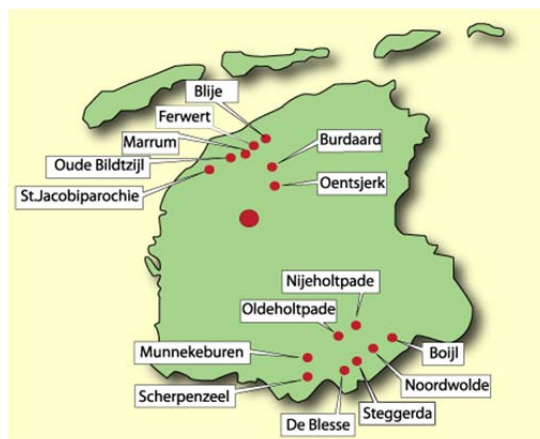 Blije
Ferwert
Marrum
Burdaard
Oude Bildtzijl
Oentsjerk
St.Jacobiparochie
Nijeholtpade
Oldeholtpade
Munnekeburen
Boijl
Noordwolde
Scherpenzeel
Steggerda
De Blesse